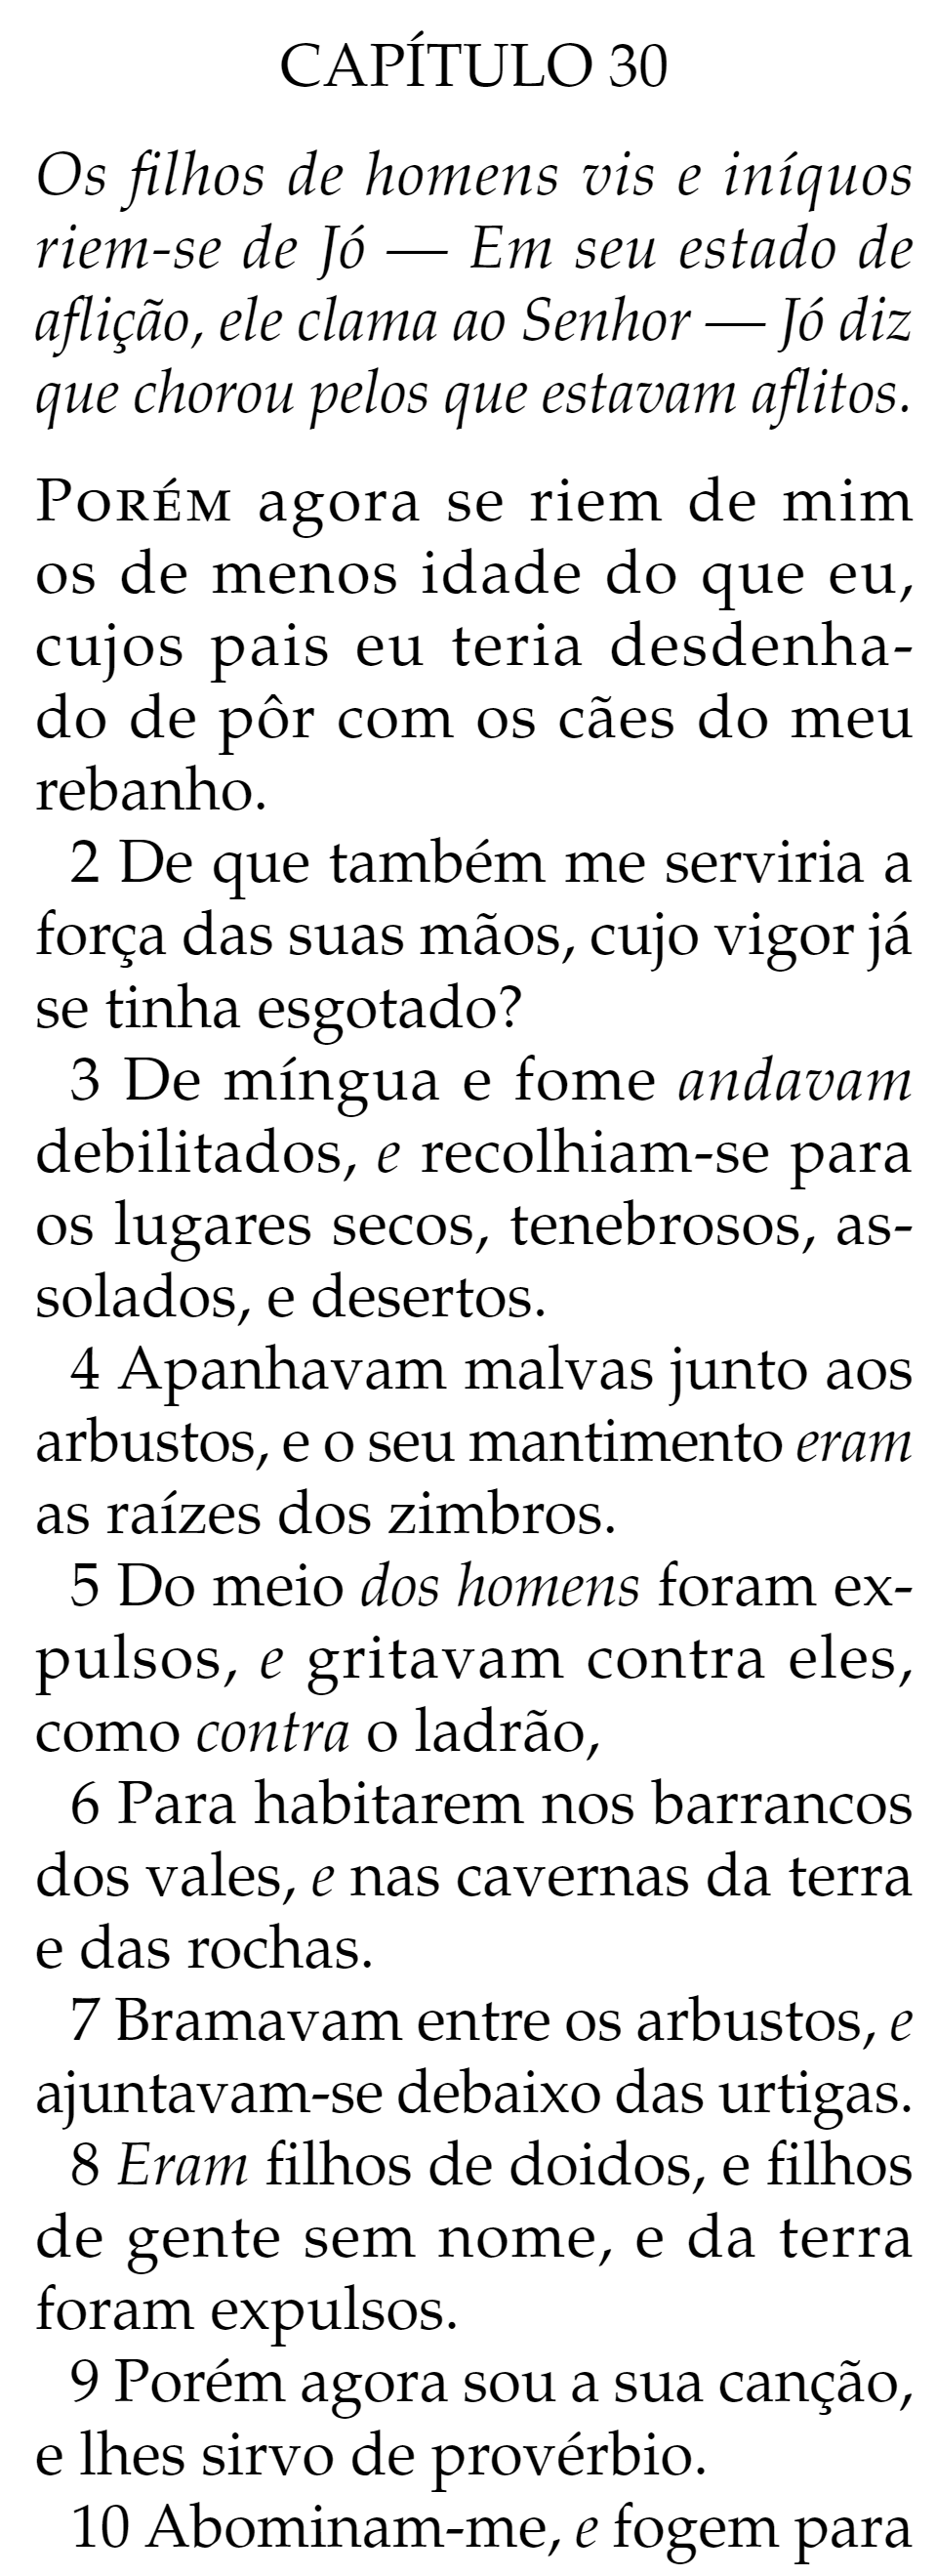 CAPÍTULO 30
Os filhos de homens vis e iníquos
riem-se de Jó — Em seu estado de
aflição, ele clama ao Senhor — Jó diz
que chorou pelos que estavam aflitos.
Porém agora se riem de mim
os de menos idade do que eu,
cujos pais eu teria desdenha-
do de pôr com os cães do meu
rebanho.
2 De que também me serviria a
força das suas mãos, cujo vigor já
se tinha esgotado?
3 De míngua e fome andavam
debilitados, e recolhiam-se para
os lugares secos, tenebrosos, as-
solados, e desertos.
4 Apanhavam malvas junto aos
arbustos, e o seu mantimento eram
as raízes dos zimbros.
5 Do meio dos homens foram ex-
pulsos, e gritavam contra eles,
como contra o ladrão,
6 Para habitarem nos barrancos
dos vales, e nas cavernas da terra
e das rochas.
7 Bramavam entre os arbustos, e
ajuntavam-se debaixo das urtigas.
8 Eram filhos de doidos, e filhos
de gente sem nome, e da terra
foram expulsos.
9 Porém agora sou a sua canção,
e lhes sirvo de provérbio.
10 Abominam-me, e fogem para